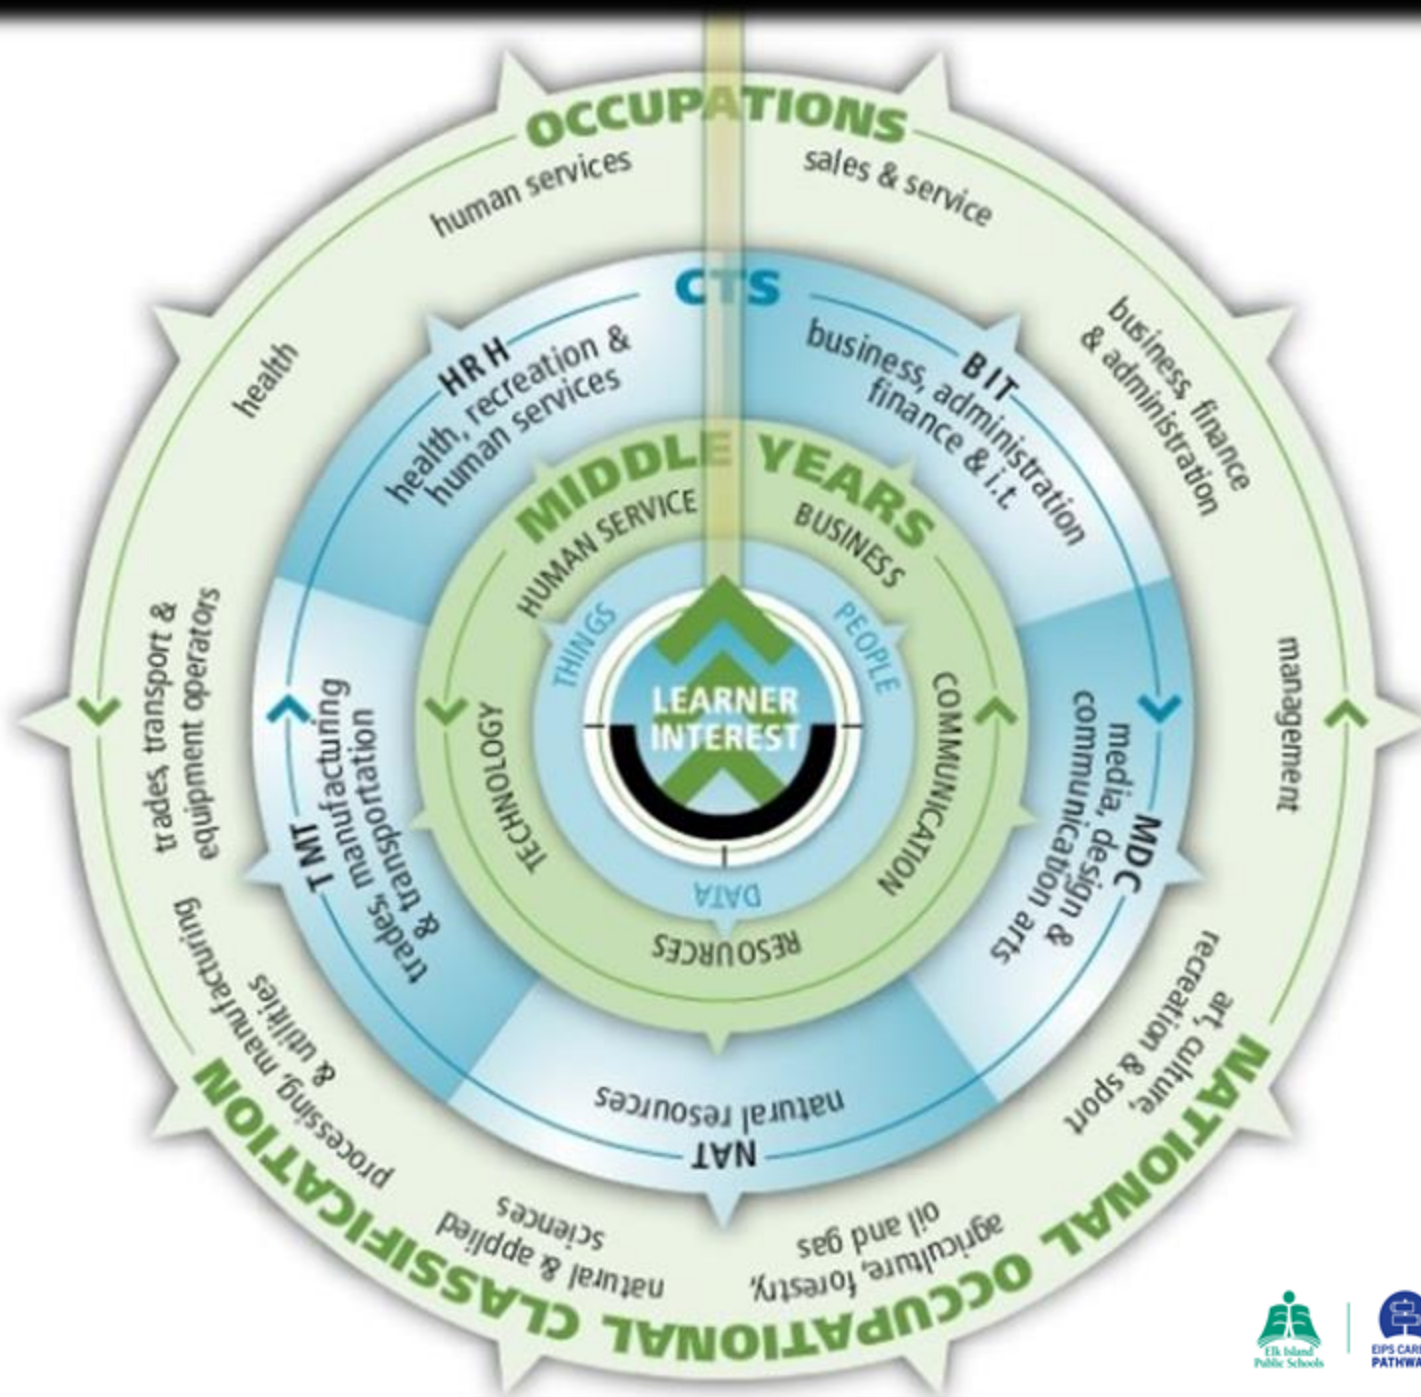 OCCUPATIONS
human services
sales & service
health
business, finance
& administration
trades, transport &
equipment operators
management
processing, manufacturing
& utilities
art, culture,
recreation & sport
natural & applied
sciences
agriculture, forestry,
oil and gas
NATIONAL OCCUPATIONAL CLASSIFICATION
CTS
HRH
health, recreation &
human services
BIT
business, administration
finance & i.t.
TMT
trades, manufacturing
& transportation
MDC
media, design &
communication arts
NAT
natural resources
MIDDLE YEARS
HUMAN SERVICE
BUSINESS
TECHNOLOGY
COMMUNICATION
RESOURCES
THINGS
PEOPLE
DATA
LEARNER
INTEREST
Elk Island
Public Schools
EIPS